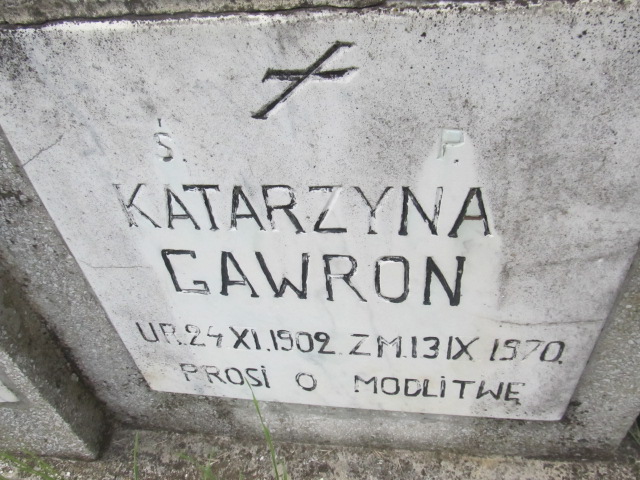 Ś. P.
KATARZYNA
GAWRON
UR.24 XI.1902 ZM.13 IX 1970.
PROSI O MODLITWĘ